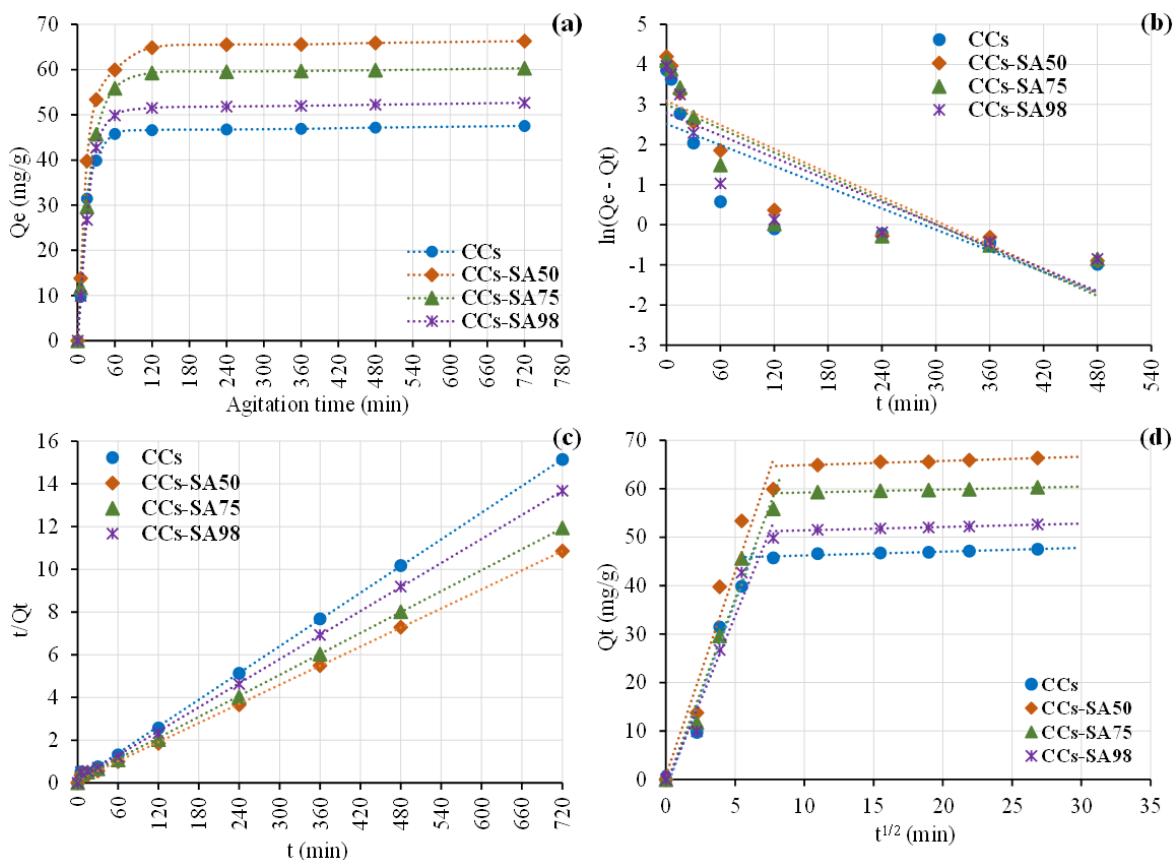 (a)
70
60
50
40
30
20
10
0
Qe (mg/g)
CCs
CCs-SA50
CCs-SA75
CCs-SA98
0
60
120
180
240
300
360
420
480
540
600
660
720
780
Agitation time (min)
(b)
5
4
3
2
1
0
-1
-2
-3
ln(Qe - Qt)
CCs
CCs-SA50
CCs-SA75
CCs-SA98
0
60
120
180
240
300
360
420
480
540
t (min)
(c)
16
14
12
10
8
6
4
2
0
t/Qt
CCs
CCs-SA50
CCs-SA75
CCs-SA98
0
60
120
180
240
300
360
420
480
540
600
660
720
t (min)
(d)
70
60
50
40
30
20
10
0
Qt (mg/g)
CCs
CCs-SA50
CCs-SA75
CCs-SA98
0 5 10 15 20 25 30 35
t1/2 (min)